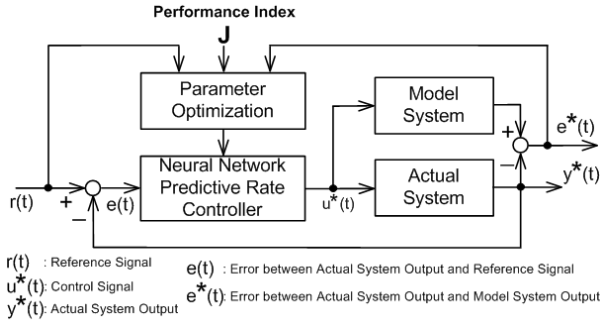 Performance Index
J
Parameter
Optimization
Model
System
e*(t)
Neural Network
Predictive Rate
Controller
Actual
System
y*(t)
r(t)
+
−
e(t)
u*(t)
+
−
r(t) : Reference Signal
u*(t): Control Signal
y*(t): Actual System Output
e(t) : Error between Actual System Output and Reference Signal
e*(t): Error between Actual System Output and Model System Output